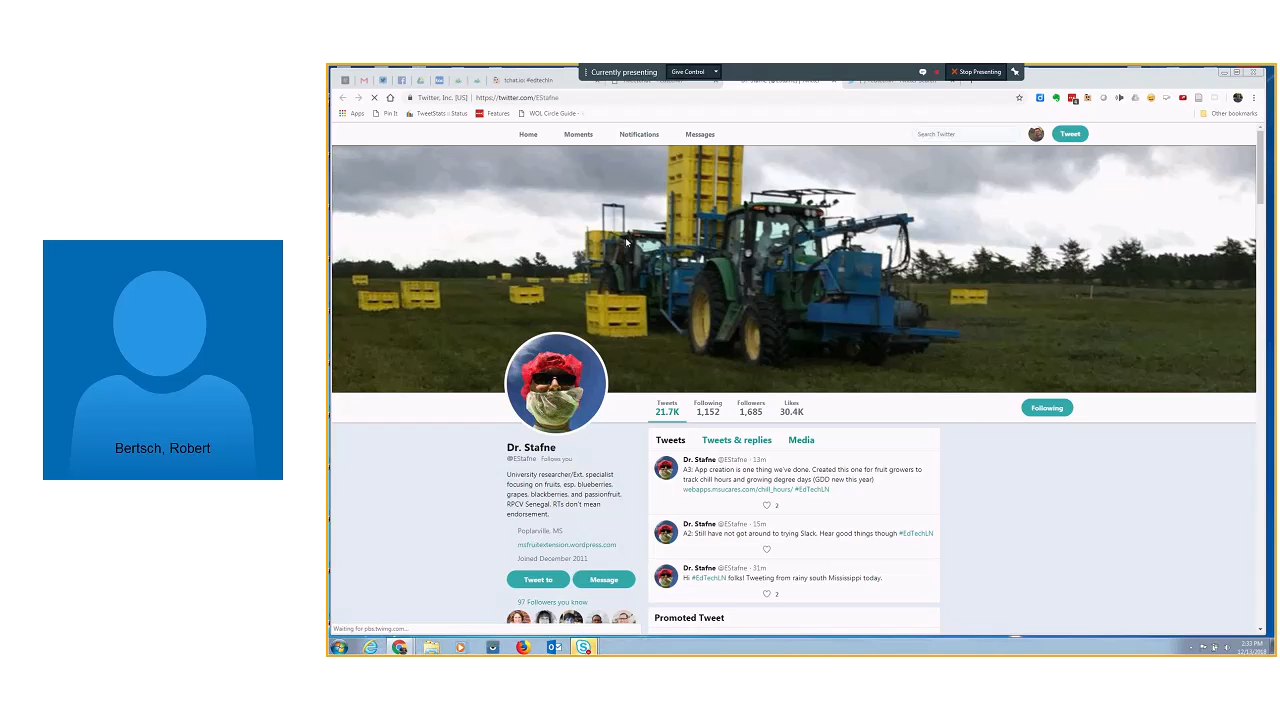 Bertsch, Robert
Currently presenting
Give Control
Stop Presenting
tchat.io: #edtechln
Twitter, Inc. [US]
https://twitter.com/EStafne
Apps
Pin It
TweetStats :: Status
Features
WOL Circle Guide -
Other bookmarks
Home
Moments
Notifications
Messages
Search Twitter
Tweet
Tweets
21.7K
Following
1,152
Followers
1,685
Likes
30.4K
Following
Dr. Stafne
@EStafne Follows you
University researcher/Ext. specialist
focusing on fruits, esp. blueberries,
grapes, blackberries, and passionfruit.
RPCV Senegal. RTs don't mean
endorsement.
Poplarville, MS
msfruitextension.wordpress.com
Joined December 2011
Tweet to
Message
97 Followers you know
Tweets
Tweets & replies
Media
Dr. Stafne @EStafne · 13m
A3: App creation is one thing we've done. Created this one for fruit growers to
track chill hours and growing degree days (GDD new this year)
webapps.msucares.com/chill_hours/ #EdTechLN
2
Dr. Stafne @EStafne · 15m
A2: Still have not got around to trying Slack. Hear good things though #EdTechLN
Dr. Stafne @EStafne · 31m
Hi #EdTechLN folks! Tweeting from rainy south Mississippi today.
2
Promoted Tweet
Waiting for pbs.twimg.com...
2:33 PM
12/13/2018